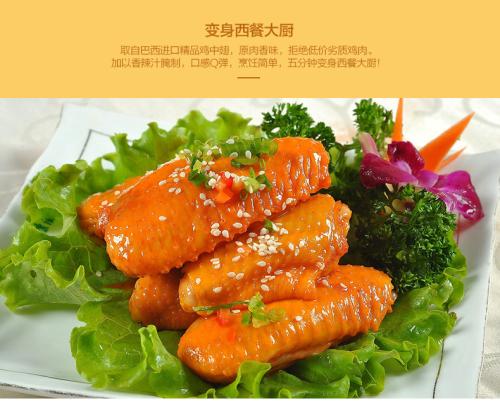 变身西餐大厨
取自巴西进口精品鸡中翅，原肉香味，拒绝低价劣质鸡肉。
加以香辣汁腌制，口感Q弹，烹饪简单，五分钟变身西餐大厨！